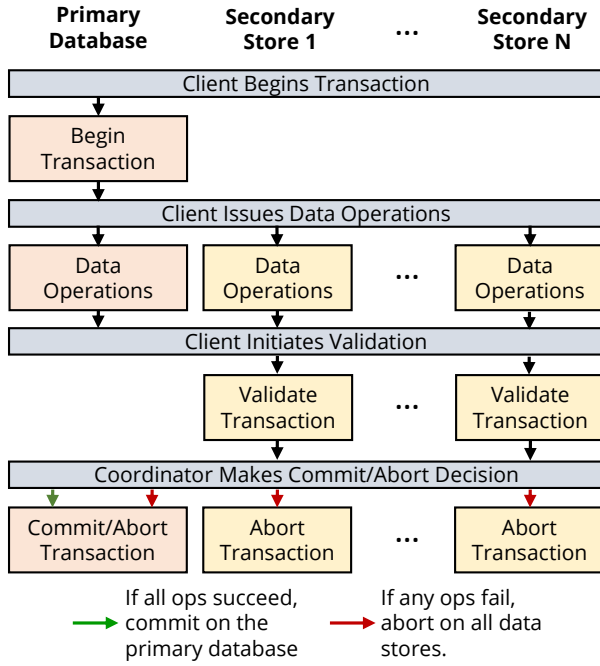 Primary
Database
Secondary
Store 1
...
Secondary
Store N
Client Begins Transaction
Begin
Transaction
Client Issues Data Operations
Data
Operations
Data
Operations
...
Data
Operations
Client Initiates Validation
Validate
Transaction
...
Validate
Transaction
Coordinator Makes Commit/Abort Decision
Commit/Abort
Transaction
Abort
Transaction
...
Abort
Transaction
If all ops succeed,
commit on the
primary database
If any ops fail,
abort on all data
stores.